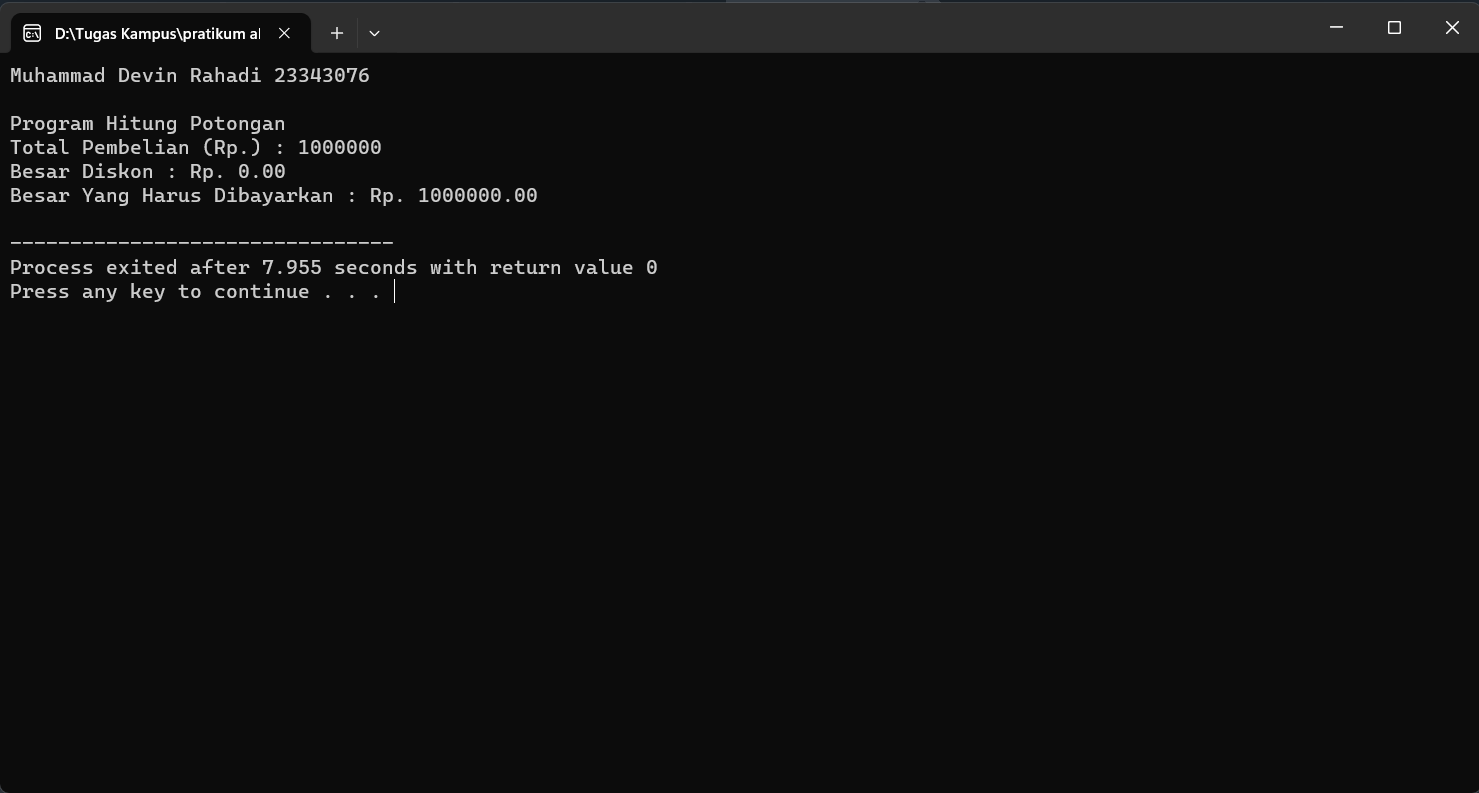 D:\Tugas Kampus\pratikum al
Muhammad Devin Rahadi 23343076
Program Hitung Potongan
Total Pembelian (Rp.) : 1000000
Besar Diskon : Rp. 0.00
Besar Yang Harus Dibayarkan : Rp. 1000000.00
--------------------------------
Process exited after 7.955 seconds with return value 0
Press any key to continue . . .